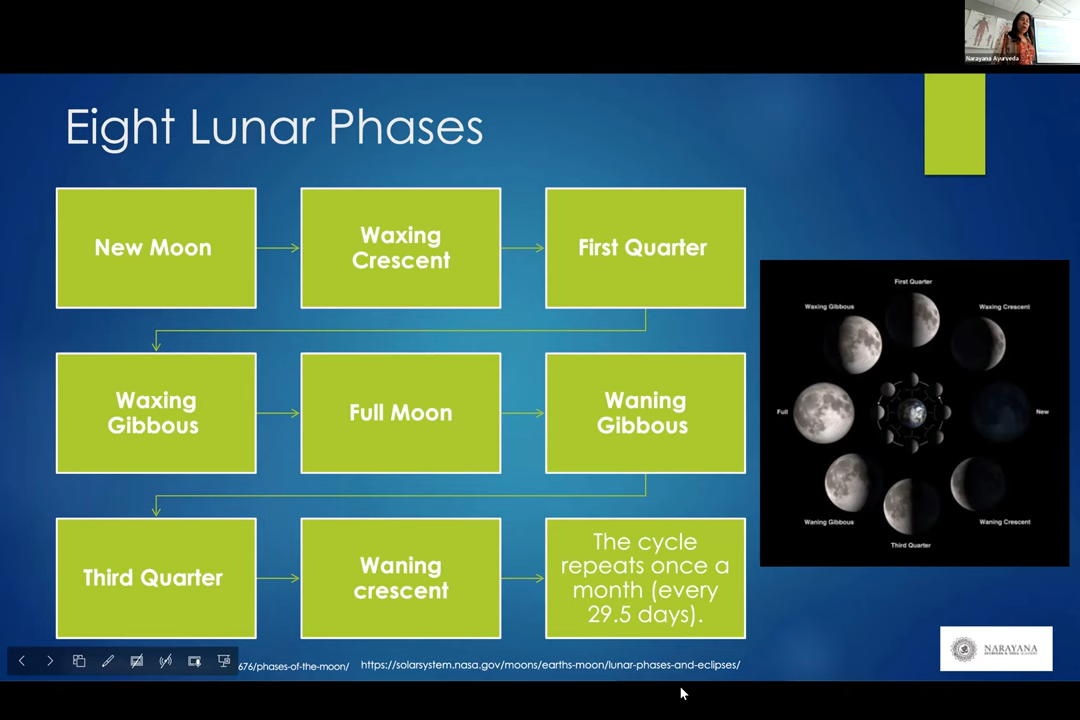 Narayana Ayurveda
Eight Lunar Phases
New Moon
Waxing
Crescent
First Quarter
Waxing
Gibbous
Full Moon
Waning
Gibbous
Third Quarter
Waning
crescent
The cycle
repeats once a
month (every
29.5 days).
First Quarter
Waxing Gibbous
Waxing Crescent
Full
New
Waning Gibbous
Waning Crescent
Third Quarter
676/phases-of-the-moon/
https://solarsystem.nasa.gov/moons/earths-moon/lunar-phases-and-eclipses/
NARAYANA